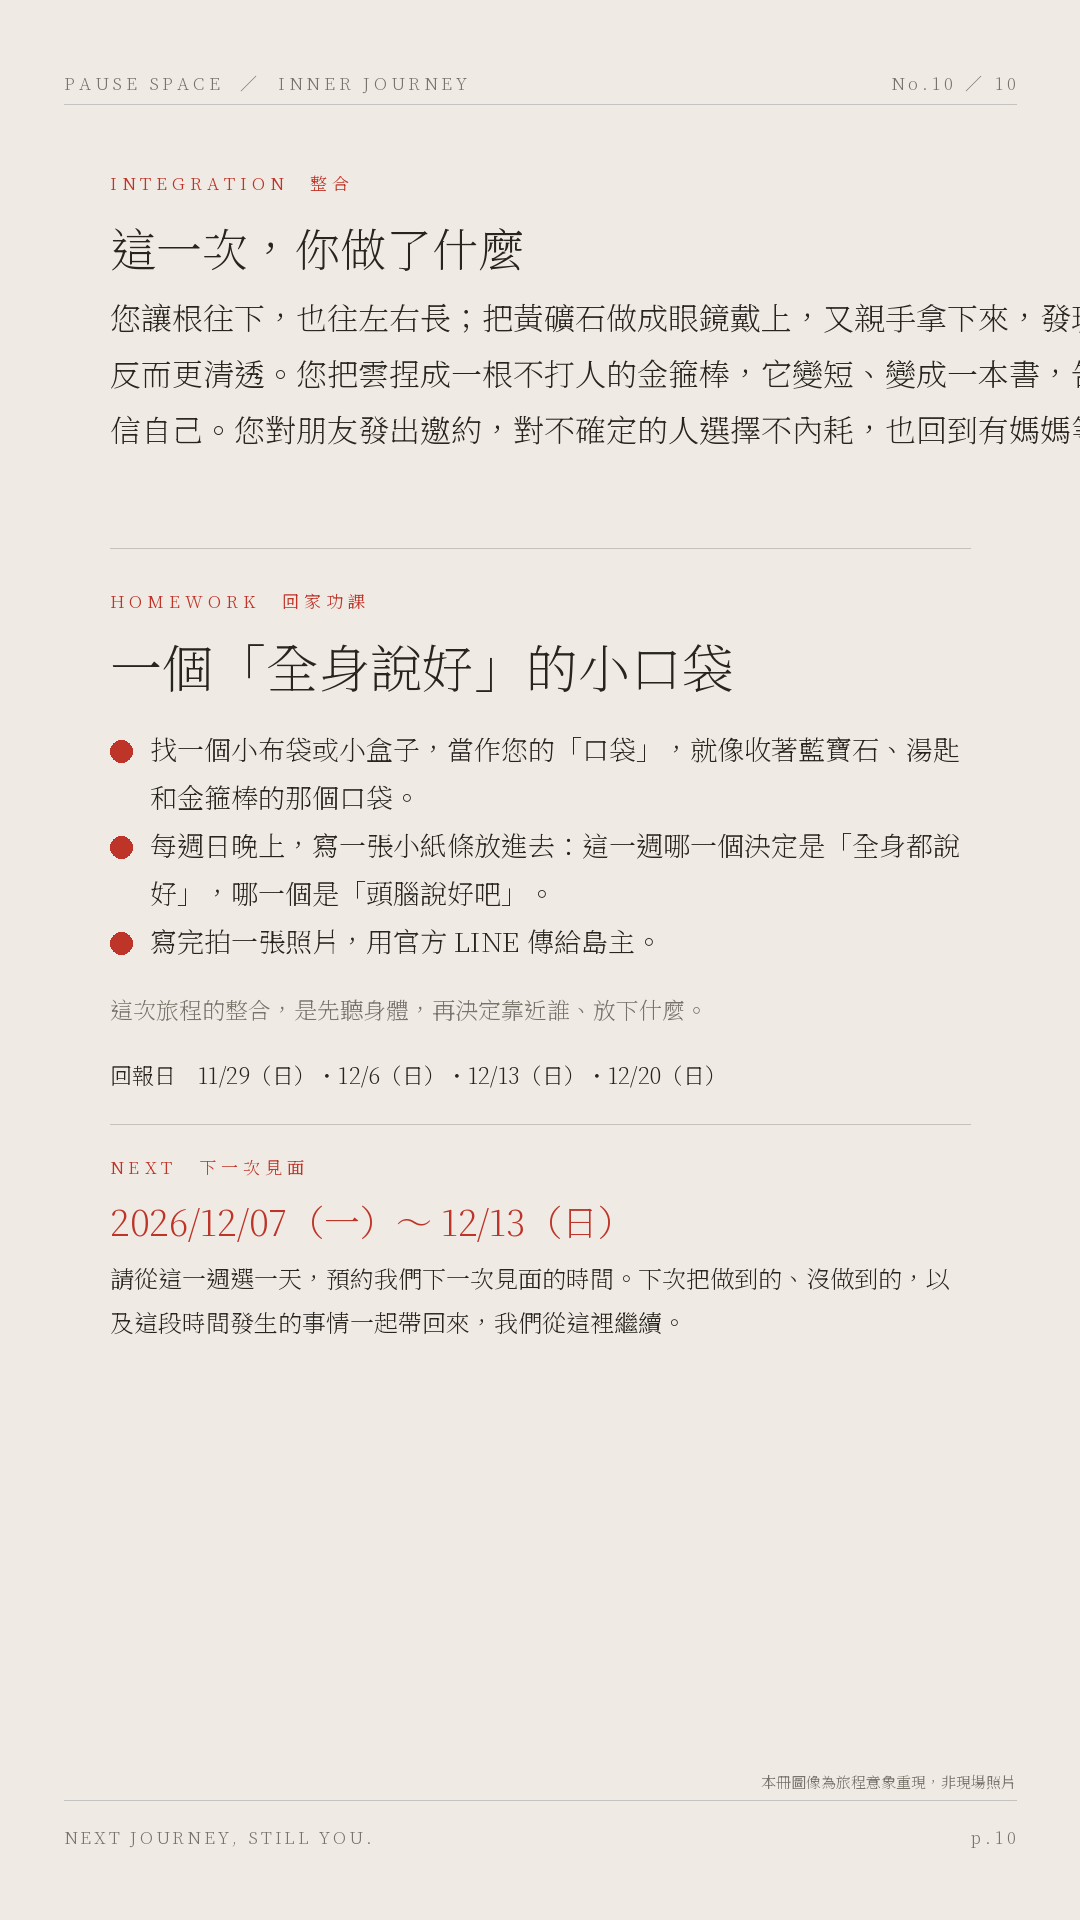 PAUSE SPACE ／ INNER JOURNEY
No.10 ／ 10
INTEGRATION 整合
這一次，你做了什麼
您讓根往下，也往左右長；把黃礦石做成眼鏡戴上，又親手拿下來，發
反而更清透。您把雲捏成一根不打人的金箍棒，它變短、變成一本書，
信自己。您對朋友發出邀約，對不確定的人選擇不內耗，也回到有媽媽
HOMEWORK 回家功課
一個「全身說好」的小口袋
找一個小布袋或小盒子，當作您的「口袋」，就像收著藍寶石、湯匙
和金箍棒的那個口袋。
每週日晚上，寫一張小紙條放進去：這一週哪一個決定是「全身都說
好」，哪一個是「頭腦說好吧」。
寫完拍一張照片，用官方 LINE 傳給島主。
這次旅程的整合，是先聽身體，再決定靠近誰、放下什麼。
回報日 11/29（日）・12/6（日）・12/13（日）・12/20（日）
NEXT 下一次見面
2026/12/07（一）～ 12/13（日）
請從這一週選一天，預約我們下一次見面的時間。下次把做到的、沒做到的，以
及這段時間發生的事情一起帶回來，我們從這裡繼續。
本冊圖像為旅程意象重現，非現場照片
NEXT JOURNEY, STILL YOU.
p.10